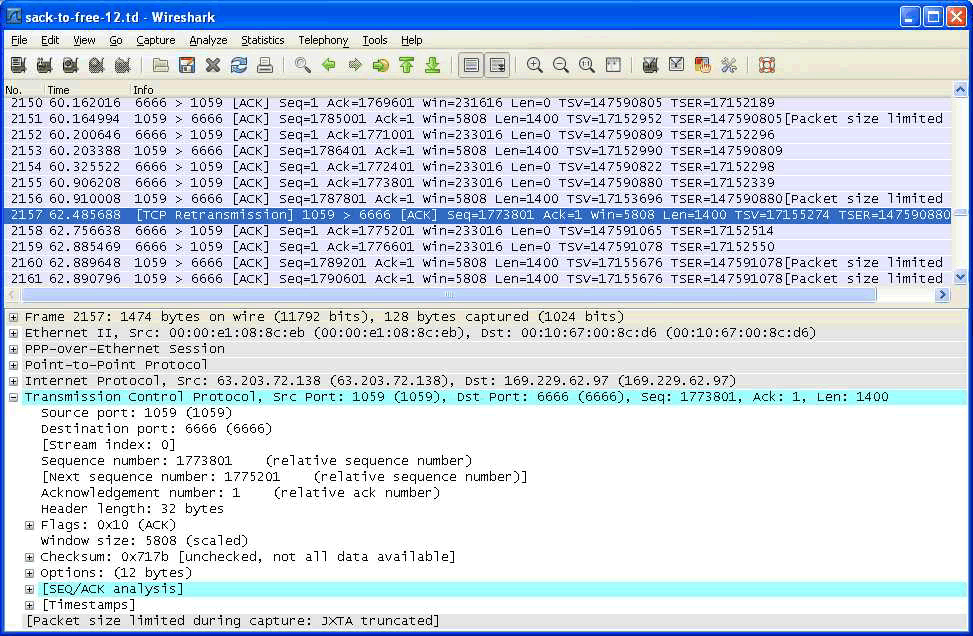 sack-to-free-12.td - Wireshark
File Edit View Go Capture Analyze Statistics Telephony Tools Help
No. Time Info
2150 60.162016 6666 > 1059 [ACK] Seq=1 Ack=1769601 Win=231616 Len=0 TSV=147590805 TSER=17152189
2151 60.164994 1059 > 6666 [ACK] Seq=1785001 Ack=1 Win=5808 Len=1400 TSV=17152952 TSER=147590805[Packet size limited
2152 60.200646 6666 > 1059 [ACK] Seq=1 Ack=1771001 Win=233016 Len=0 TSV=147590809 TSER=17152296
2153 60.203388 1059 > 6666 [ACK] Seq=1786401 Ack=1 Win=5808 Len=1400 TSV=17152990 TSER=147590809
2154 60.325522 6666 > 1059 [ACK] Seq=1 Ack=1772401 Win=233016 Len=0 TSV=147590822 TSER=17152298
2155 60.906208 6666 > 1059 [ACK] Seq=1 Ack=1773801 Win=233016 Len=0 TSV=147590880 TSER=17152339
2156 60.910008 1059 > 6666 [ACK] Seq=1787801 Ack=1 Win=5808 Len=1400 TSV=17153696 TSER=147590880[Packet size limited
2157 62.485688 [TCP Retransmission] 1059 > 6666 [ACK] Seq=1773801 Ack=1 Win=5808 Len=1400 TSV=17155274 TSER=147590880
2158 62.756638 6666 > 1059 [ACK] Seq=1 Ack=1775201 Win=233016 Len=0 TSV=147591065 TSER=17152514
2159 62.885469 6666 > 1059 [ACK] Seq=1 Ack=1776601 Win=233016 Len=0 TSV=147591078 TSER=17152550
2160 62.889648 1059 > 6666 [ACK] Seq=1789201 Ack=1 Win=5808 Len=1400 TSV=17155676 TSER=147591078[Packet size limited
2161 62.890796 1059 > 6666 [ACK] Seq=1790601 Ack=1 Win=5808 Len=1400 TSV=17155676 TSER=147591078[Packet size limited
Frame 2157: 1474 bytes on wire (11792 bits), 128 bytes captured (1024 bits)
Ethernet II, Src: 00:00:e1:08:8c:eb (00:00:e1:08:8c:eb), Dst: 00:10:67:00:8c:d6 (00:10:67:00:8c:d6)
PPP-over-Ethernet Session
Point-to-Point Protocol
Internet Protocol, Src: 63.203.72.138 (63.203.72.138), Dst: 169.229.62.97 (169.229.62.97)
Transmission Control Protocol, Src Port: 1059 (1059), Dst Port: 6666 (6666), Seq: 1773801, Ack: 1, Len: 1400
Source port: 1059 (1059)
Destination port: 6666 (6666)
[Stream index: 0]
Sequence number: 1773801 (relative sequence number)
[Next sequence number: 1775201 (relative sequence number)]
Acknowledgement number: 1 (relative ack number)
Header length: 32 bytes
Flags: 0x10 (ACK)
Window size: 5808 (scaled)
Checksum: 0x717b [unchecked, not all data available]
Options: (12 bytes)
[SEQ/ACK analysis]
[Timestamps]
[Packet size limited during capture: JXTA truncated]